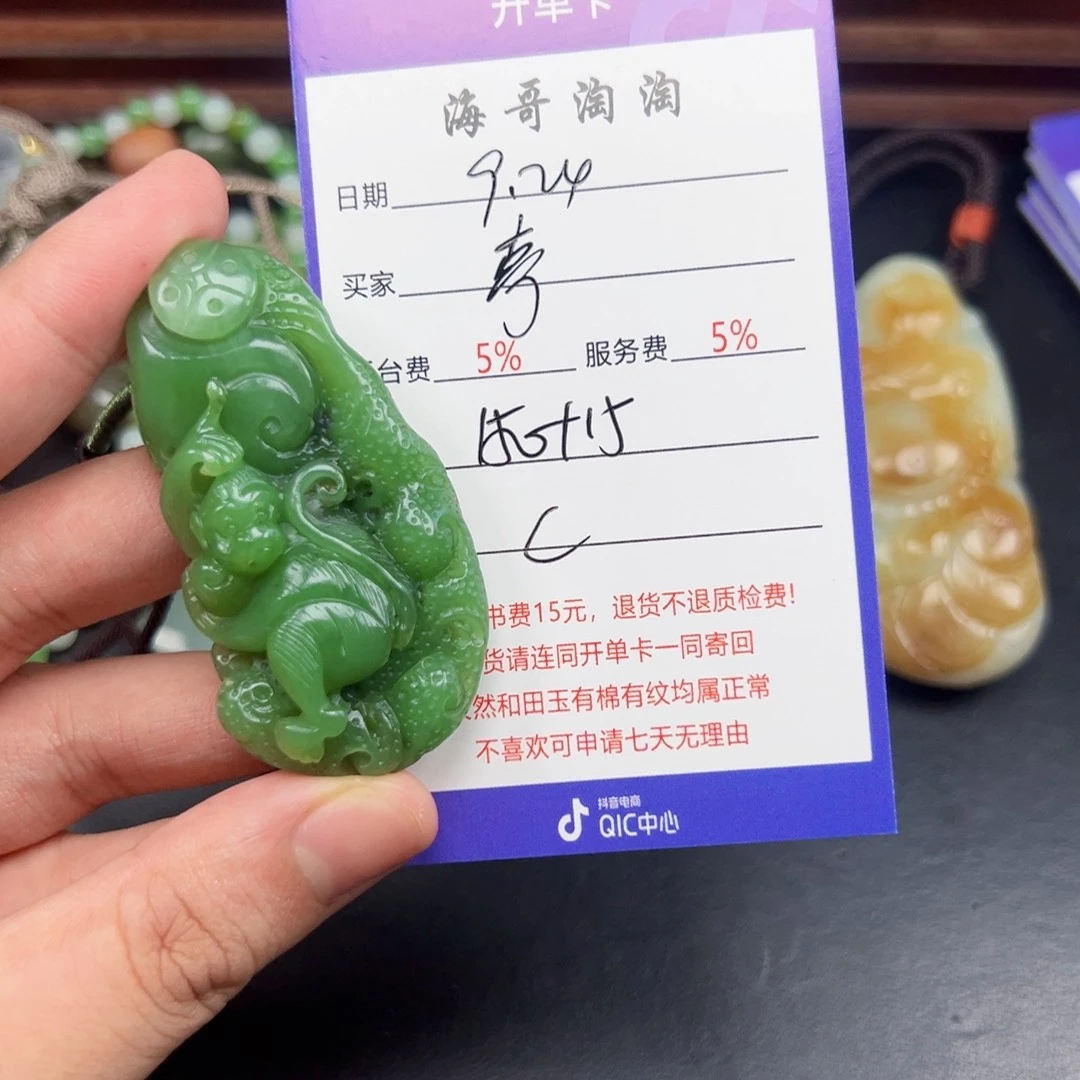 开单卡
海哥淘淘
日期 9.24
买家
台费 5% 服务费 5%
C
书费15元，退货不退质检费!
货请连同开单卡一同寄回
然和田玉有棉有纹均属正常
不喜欢可申请七天无理由
抖音电商
QIC中心